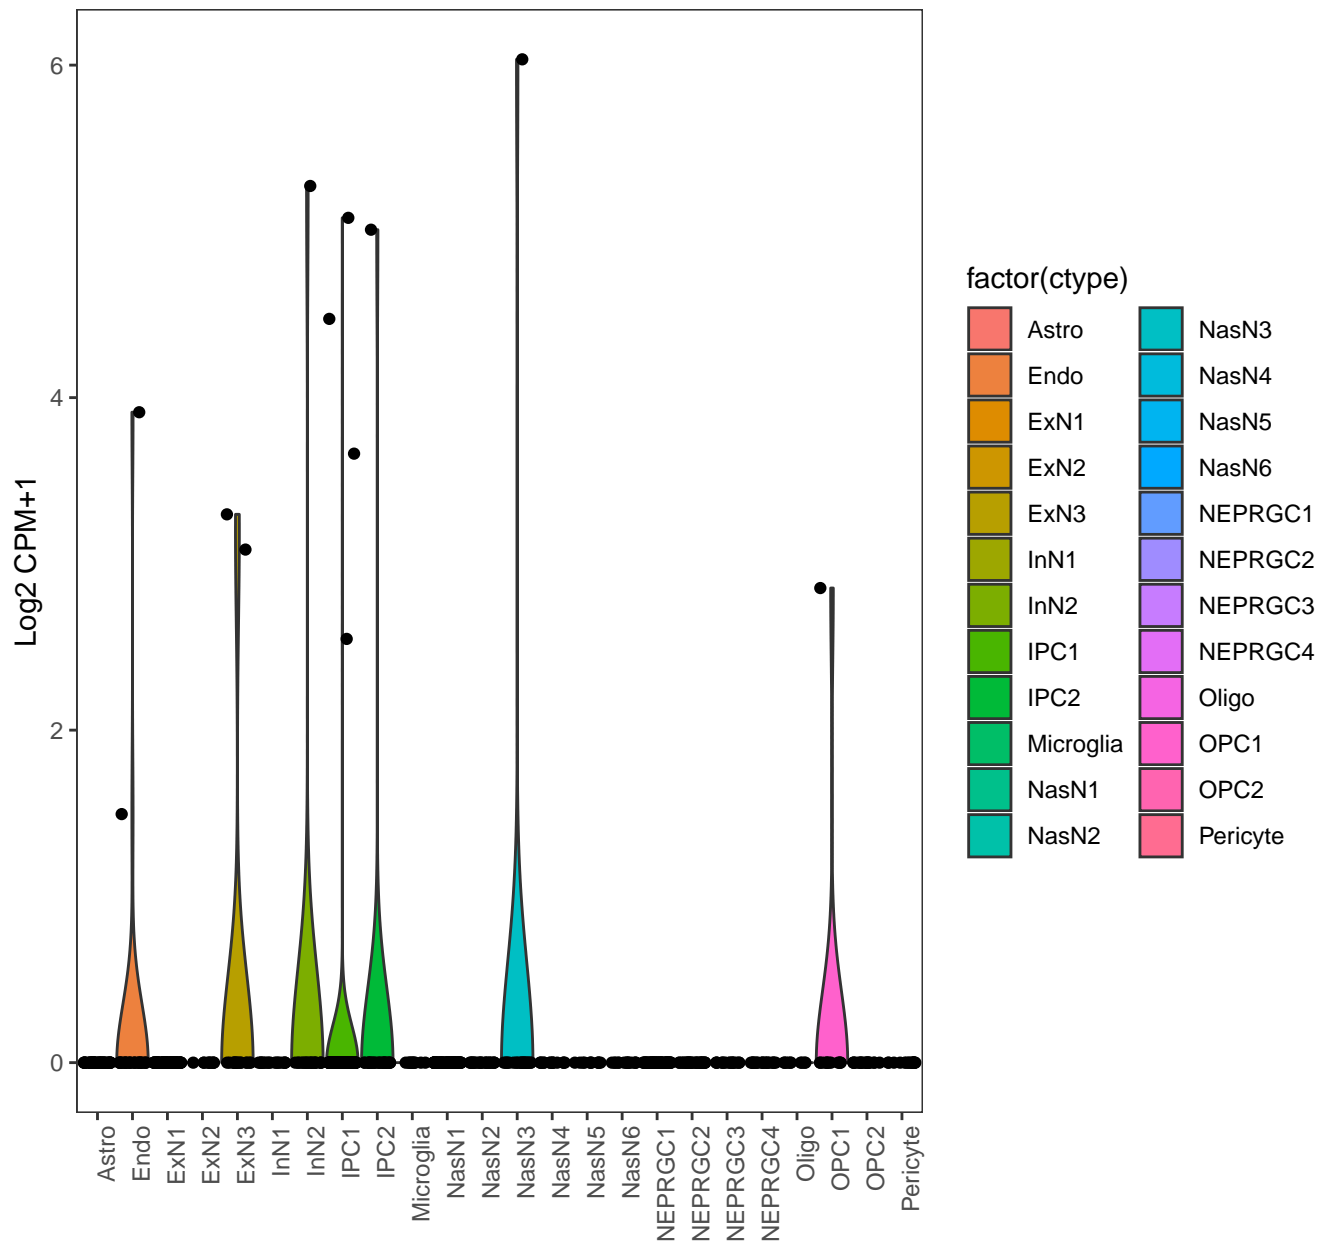 Log2 CPM+1
6
4
2
0
Astro
Endo
ExN1
ExN2
ExN3
InN1
InN2
IPC1
IPC2
Microglia
NasN1
NasN2
NasN3
NasN4
NasN5
NasN6
NEPRGC1
NEPRGC2
NEPRGC3
NEPRGC4
Oligo
OPC1
OPC2
Pericyte
factor(ctype)
Astro
Endo
ExN1
ExN2
ExN3
InN1
InN2
IPC1
IPC2
Microglia
NasN1
NasN2
NasN3
NasN4
NasN5
NasN6
NEPRGC1
NEPRGC2
NEPRGC3
NEPRGC4
Oligo
OPC1
OPC2
Pericyte